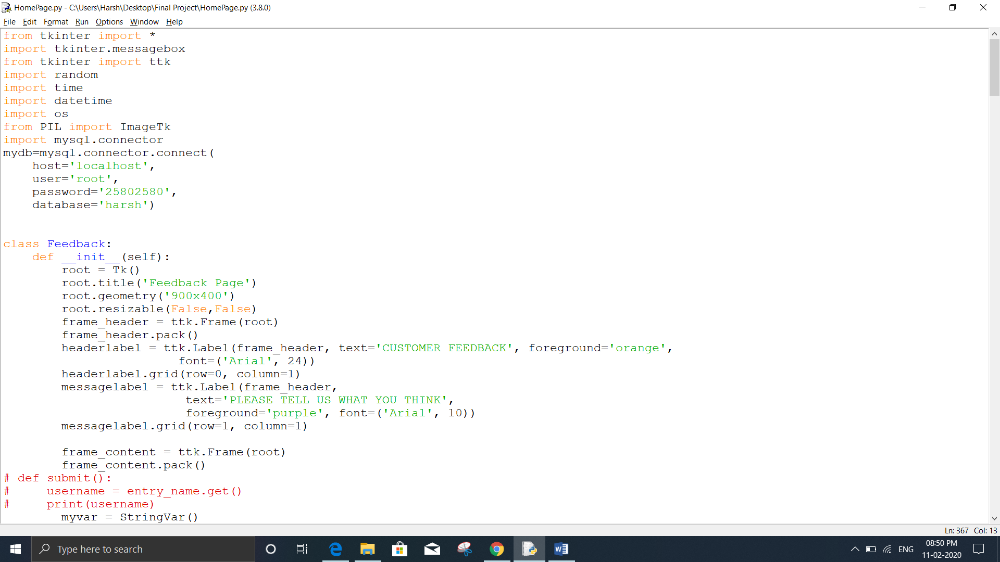 HomePage.py - C:\Users\Harsh\Desktop\Final Project\HomePage.py (3.8.0)
File Edit Format Run Options Window Help
from tkinter import *
import tkinter.messagebox
from tkinter import ttk
import random
import time
import datetime
import os
from PIL import ImageTk
import mysql.connector
mydb=mysql.connector.connect(
    host='localhost',
    user='root',
    password='25802580',
    database='harsh')
class Feedback:
    def __init__(self):
        root = Tk()
        root.title('Feedback Page')
        root.geometry('900x400')
        root.resizable(False,False)
        frame_header = ttk.Frame(root)
        frame_header.pack()
        headerlabel = ttk.Label(frame_header, text='CUSTOMER FEEDBACK', foreground='orange',
                        font=('Arial', 24))
        headerlabel.grid(row=0, column=1)
        messagelabel = ttk.Label(frame_header,
                         text='PLEASE TELL US WHAT YOU THINK',
                         foreground='purple', font=('Arial', 10))
        messagelabel.grid(row=1, column=1)
        frame_content = ttk.Frame(root)
        frame_content.pack()
# def submit():
#     username = entry_name.get()
#     print(username)
        myvar = StringVar()
Ln: 367 Col: 13
Type here to search
ENG
08:50 PM
11-02-2020